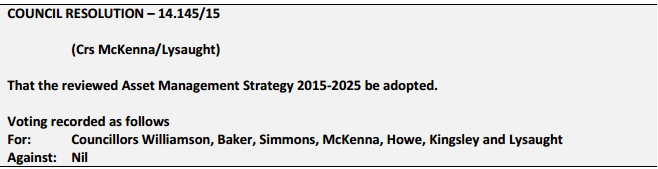 COUNCIL RESOLUTION – 14.145/15
(Crs McKenna/Lysaught)
That the reviewed Asset Management Strategy 2015-2025 be adopted.
Voting recorded as follows
For: Councillors Williamson, Baker, Simmons, McKenna, Howe, Kingsley and Lysaught
Against: Nil